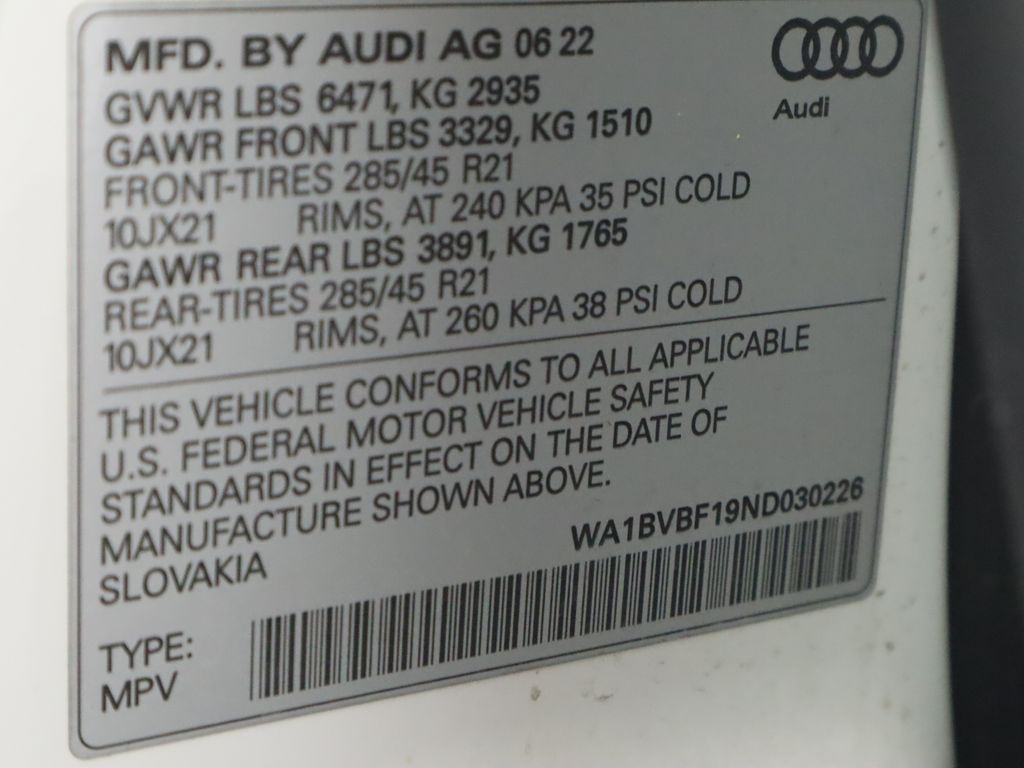 MFD. BY AUDI AG 06 22
Audi
GVWR LBS 6471, KG 2935
GAWR FRONT LBS 3329, KG 1510
FRONT-TIRES 285/45 R21
10JX21 RIMS, AT 240 KPA 35 PSI COLD
GAWR REAR LBS 3891, KG 1765
REAR-TIRES 285/45 R21
10JX21 RIMS, AT 260 KPA 38 PSI COLD
THIS VEHICLE CONFORMS TO ALL APPLICABLE
U.S. FEDERAL MOTOR VEHICLE SAFETY
STANDARDS IN EFFECT ON THE DATE OF
MANUFACTURE SHOWN ABOVE.
SLOVAKIA
WA1BVBF19ND030226
TYPE:
MPV